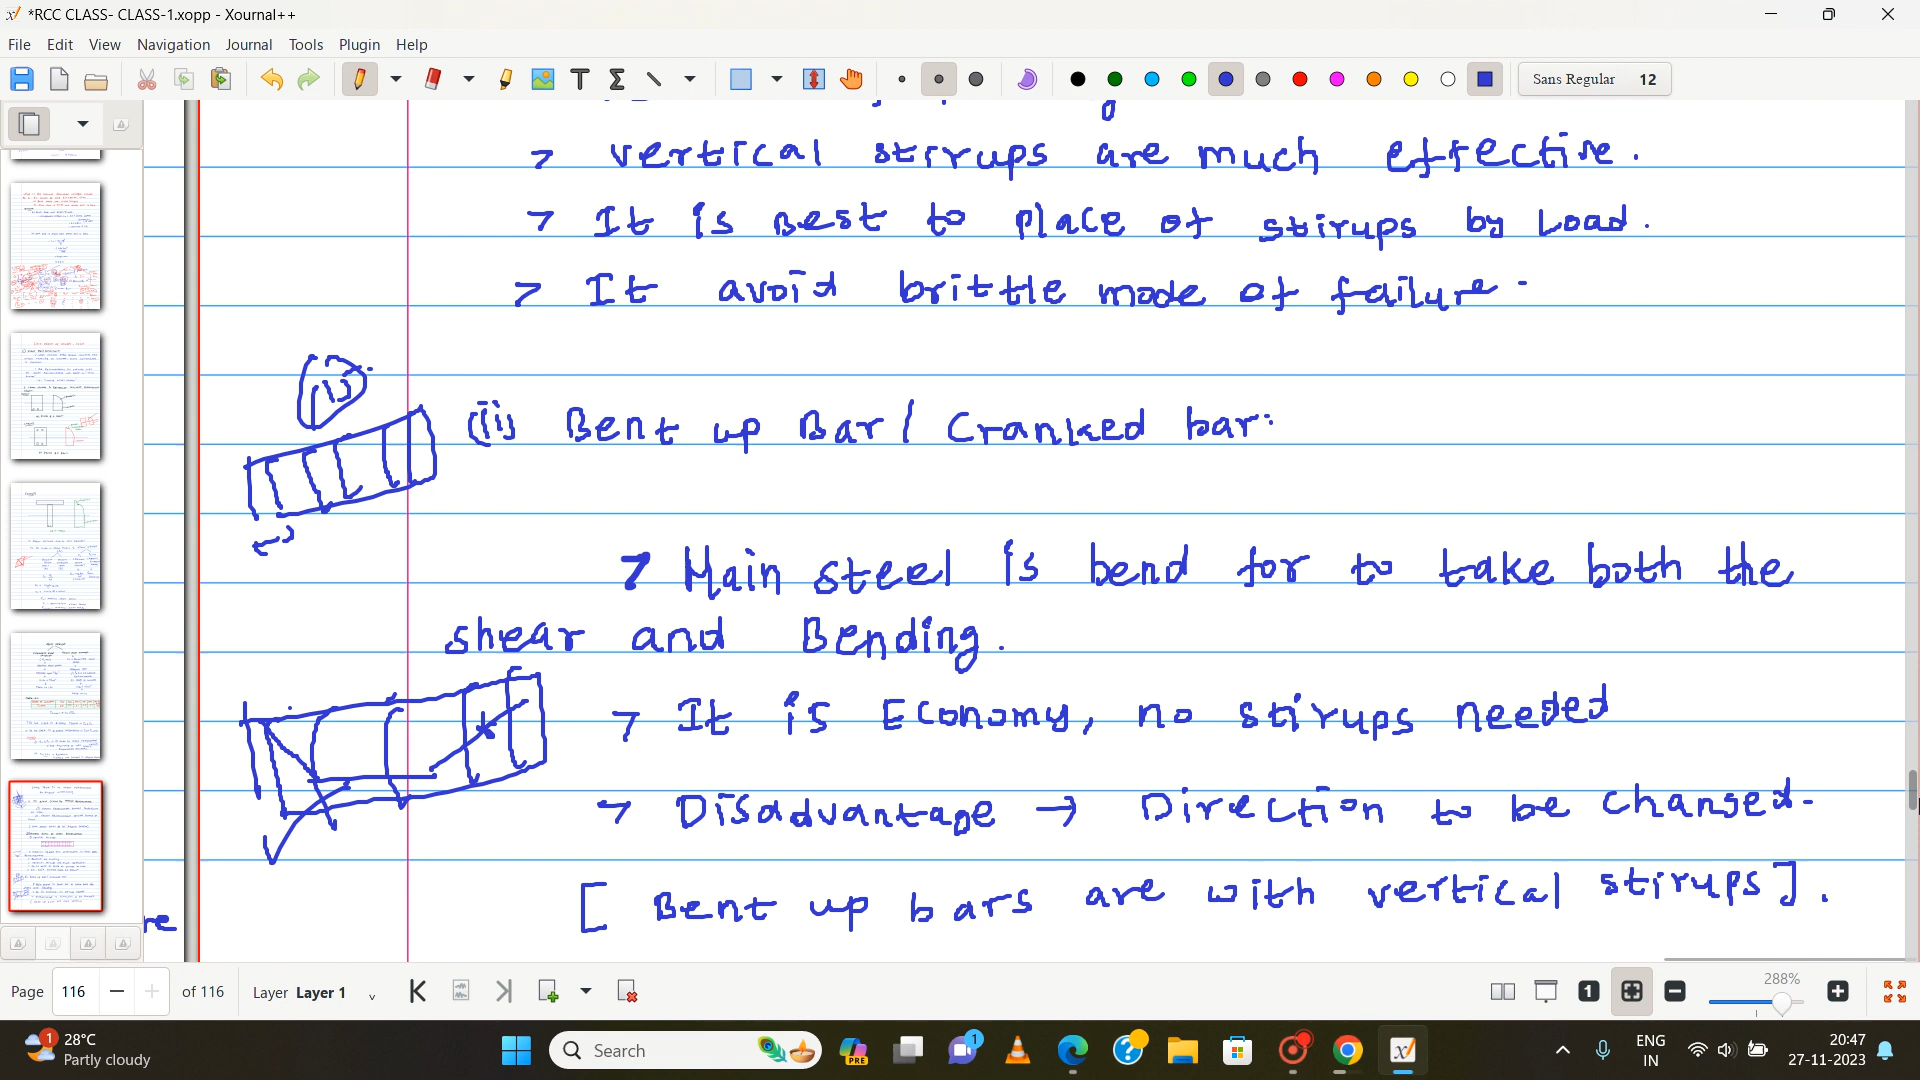 *RCC CLASS- CLASS-1.xopp - Xournal++
File Edit View Navigation Journal Tools Plugin Help
Sans Regular 12
> vertical stirups are much effective.
> It is Best to place of stirups by Load.
> It avoid brittle mode of failure.
(ii) Bent up Bar / Cranked bar:
> Main steel is bend for to take both the
shear and Bending.
> It is Economy, no stirups needed
> Disadvantage → Direction to be changed.
[ Bent up bars are with vertical stirups].
Page 116 of 116 Layer Layer 1 288%
28°C
Partly cloudy
Search
PRE
ENG
IN
20:47
27-11-2023